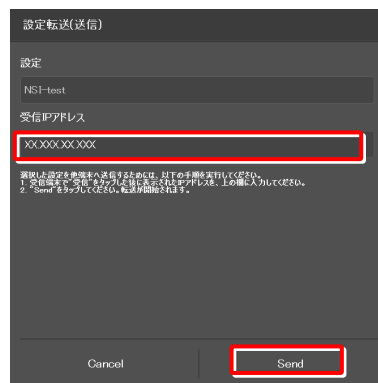 設定転送(送信)
設定
NSI-test
受信IPアドレス
XX.XXX.XX.XXX
選択した設定を他端末へ送信するためには、以下の手順を実行してください。
1. 受信端末で"受信"をタップした後に表示されたIPアドレスを、上の欄に入力してください。
2. "Send"をタップしてください。転送が開始されます。
Cancel
Send